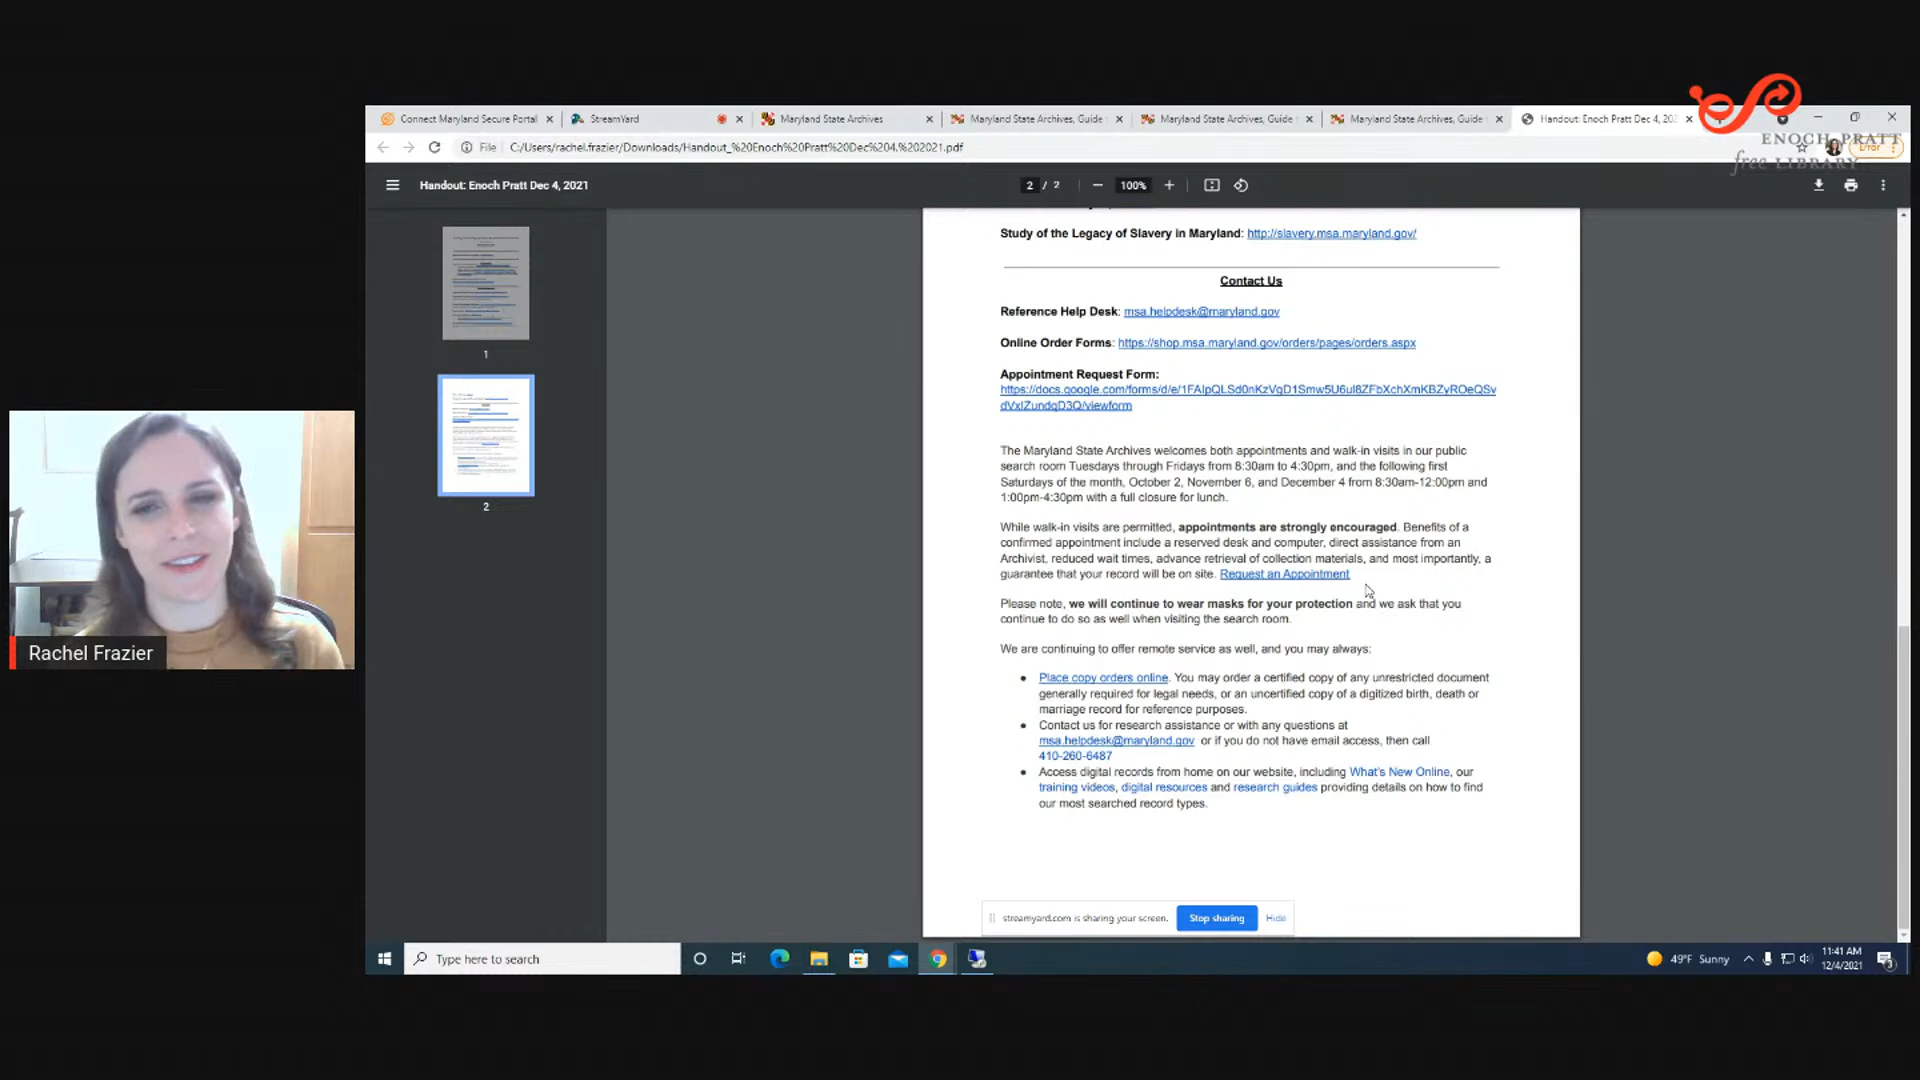 Connect Maryland Secure Portal
StreamYard
Maryland State Archives
Maryland State Archives, Guide
Maryland State Archives, Guide
Maryland State Archives, Guide
Handout: Enoch Pratt Dec 4, 202
ENOCH PRATT
free LIBRARY
File
C:/Users/rachel.frazier/Downloads/Handout_%20Enoch%20Pratt%20Dec%204,%202021.pdf
Error
Handout: Enoch Pratt Dec 4, 2021
2 / 2
100%
Study of the Legacy of Slavery in Maryland: http://slavery.msa.maryland.gov/
Contact Us
Reference Help Desk: msa.helpdesk@maryland.gov
Online Order Forms: https://shop.msa.maryland.gov/orders/pages/orders.aspx
Appointment Request Form:
The Maryland State Archives welcomes both appointments and walk-in visits in our public
search room Tuesdays through Fridays from 8:30am to 4:30pm, and the following first
Saturdays of the month, October 2, November 6, and December 4 from 8:30am-12:00pm and
1:00pm-4:30pm with a full closure for lunch.
While walk-in visits are permitted, appointments are strongly encouraged. Benefits of a
confirmed appointment include a reserved desk and computer, direct assistance from an
Archivist, reduced wait times, advance retrieval of collection materials, and most importantly, a
guarantee that your record will be on site. Request an Appointment
Please note, we will continue to wear masks for your protection and we ask that you
continue to do so as well when visiting the search room.
We are continuing to offer remote service as well, and you may always:
• Place copy orders online. You may order a certified copy of any unrestricted document
generally required for legal needs, or an uncertified copy of a digitized birth, death or
marriage record for reference purposes.
• Contact us for research assistance or with any questions at
msa.helpdesk@maryland.gov or if you do not have email access, then call
410-260-6487
• Access digital records from home on our website, including What's New Online, our
training videos, digital resources and research guides providing details on how to find
our most searched record types.
1
2
Rachel Frazier
streamyard.com is sharing your screen.
Stop sharing
Hide
Type here to search
49°F Sunny
11:41 AM
12/4/2021
3